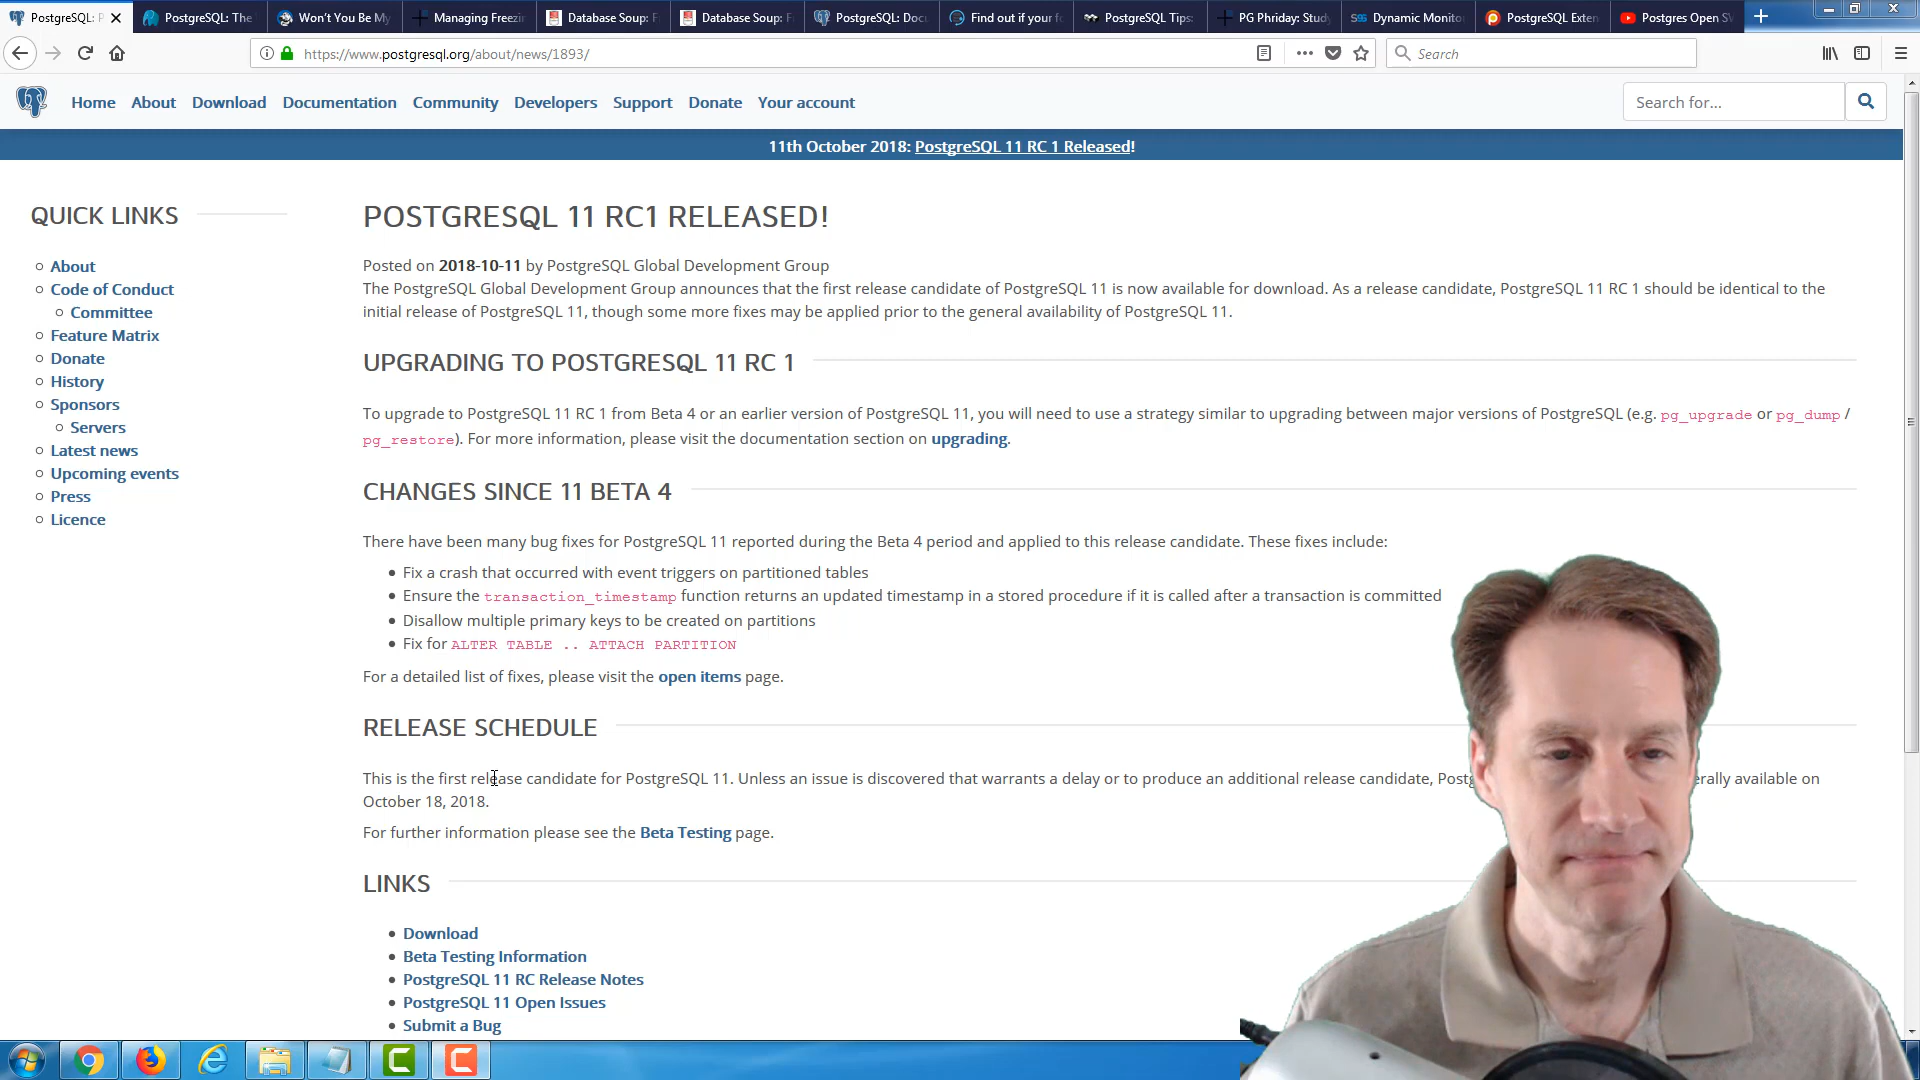 PostgreSQL: P
PostgreSQL: The
Won't You Be My
Managing Freezin
Database Soup: F
Database Soup: F
PostgreSQL: Docu
Find out if your fo
PostgreSQL Tips:
PG Phriday: Study
Dynamic Monito
PostgreSQL Exten
Postgres Open SV
https://www.postgresql.org/about/news/1893/
Search
Home
About
Download
Documentation
Community
Developers
Support
Donate
Your account
Search for...
11th October 2018: PostgreSQL 11 RC 1 Released!
QUICK LINKS
About
Code of Conduct
Committee
Feature Matrix
Donate
History
Sponsors
Servers
Latest news
Upcoming events
Press
Licence
POSTGRESQL 11 RC1 RELEASED!
Posted on 2018-10-11 by PostgreSQL Global Development Group
The PostgreSQL Global Development Group announces that the first release candidate of PostgreSQL 11 is now available for download. As a release candidate, PostgreSQL 11 RC 1 should be identical to the
initial release of PostgreSQL 11, though some more fixes may be applied prior to the general availability of PostgreSQL 11.
UPGRADING TO POSTGRESQL 11 RC 1
To upgrade to PostgreSQL 11 RC 1 from Beta 4 or an earlier version of PostgreSQL 11, you will need to use a strategy similar to upgrading between major versions of PostgreSQL (e.g. pg_upgrade or pg_dump /
pg_restore). For more information, please visit the documentation section on upgrading.
CHANGES SINCE 11 BETA 4
There have been many bug fixes for PostgreSQL 11 reported during the Beta 4 period and applied to this release candidate. These fixes include:
Fix a crash that occurred with event triggers on partitioned tables
Ensure the transaction_timestamp function returns an updated timestamp in a stored procedure if it is called after a transaction is committed
Disallow multiple primary keys to be created on partitions
Fix for ALTER TABLE .. ATTACH PARTITION
For a detailed list of fixes, please visit the open items page.
RELEASE SCHEDULE
This is the first release candidate for PostgreSQL 11. Unless an issue is discovered that warrants a delay or to produce an additional release candidate, Postg erally available on
October 18, 2018.
For further information please see the Beta Testing page.
LINKS
Download
Beta Testing Information
PostgreSQL 11 RC Release Notes
PostgreSQL 11 Open Issues
Submit a Bug